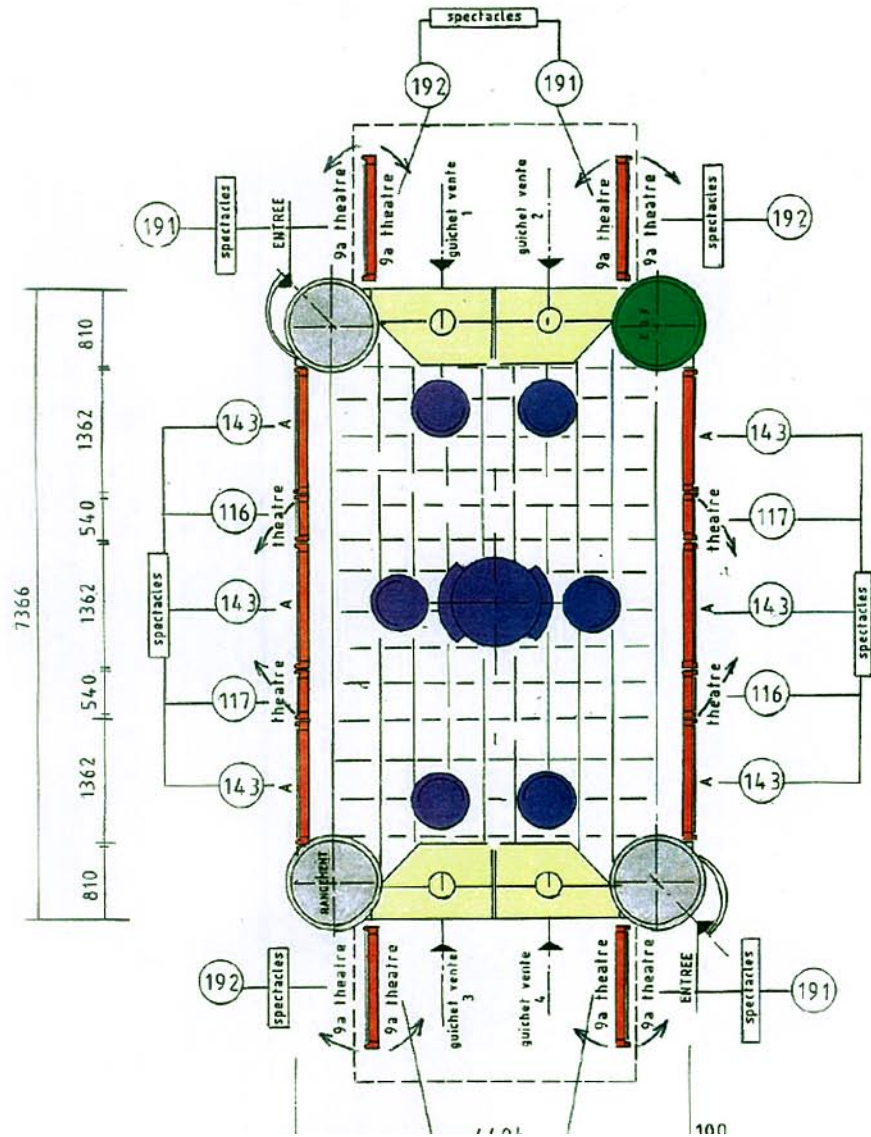 spectacles
192
191
191
spectacles
ENTREE
9a theatre
9a theatre
guichet vente
1
guichet vente
2
9a theatre
9a theatre
spectacles
192
7366
810
1362
540
1362
540
1362
810
143
A
116
theatre
spectacles
143
A
117
theatre
143
A
A
143
theatre
117
A
143
spectacles
theatre
116
A
143
RANGEMENT
192
spectacles
9a theatre
9a theatre
guichet vente
3
guichet vente
4
9a theatre
9a theatre
ENTREE
spectacles
191
190